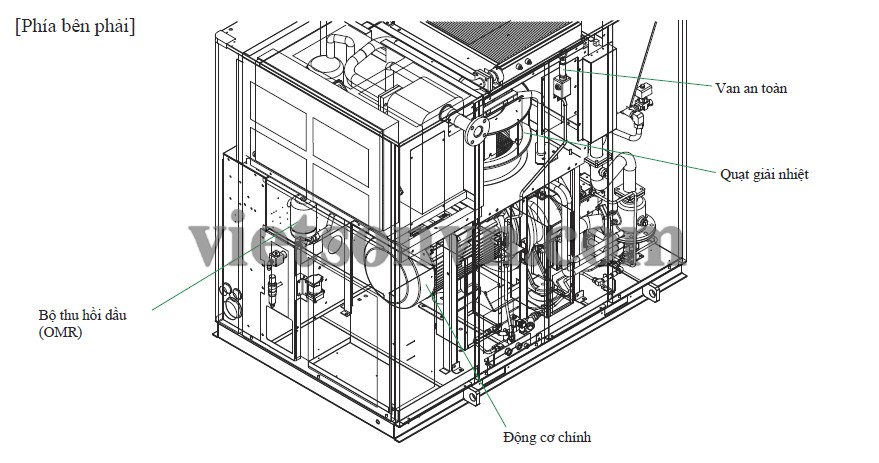 [Phía bên phải]
Van an toàn
Quạt giải nhiệt
vietsonvn.com
Bộ thu hồi dầu
(OMR)
Động cơ chính